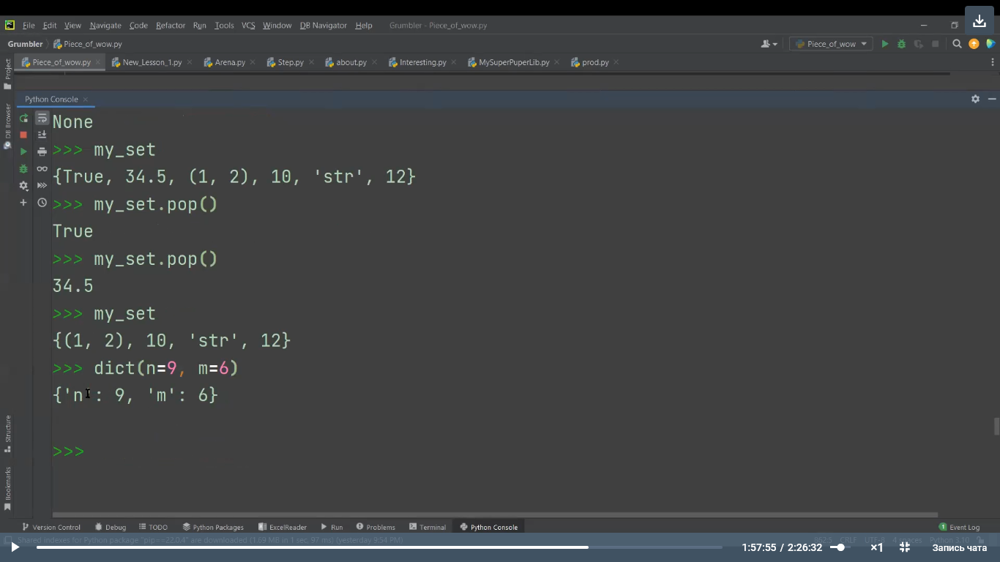 File Edit View Navigate Code Refactor Run Tools VCS Window DB Navigator Help Grumbler - Piece_of_wow.py
Grumbler Piece_of_wow.py Piece_of_wow
Piece_of_wow.py New_Lesson_1.py Arena.py Step.py about.py Interesting.py MySuperPuperLib.py prod.py
Project
DB Browser
Structure
Bookmarks
Python Console
None
>>> my_set
{True, 34.5, (1, 2), 10, 'str', 12}
>>> my_set.pop()
True
>>> my_set.pop()
34.5
>>> my_set
{(1, 2), 10, 'str', 12}
>>> dict(n=9, m=6)
{'n': 9, 'm': 6}
>>>
Version Control Debug TODO Python Packages ExcelReader Run Problems Terminal Python Console 1 Event Log
Shared indexes for Python package "pip==22.0.4" are downloaded (1.69 MB in 1 sec, 97 ms) (yesterday 9:54 PM) 862:5 CRLF UTF-8 4 spaces Python 3.10
1:57:55 / 2:26:32 ×1 Запись чата